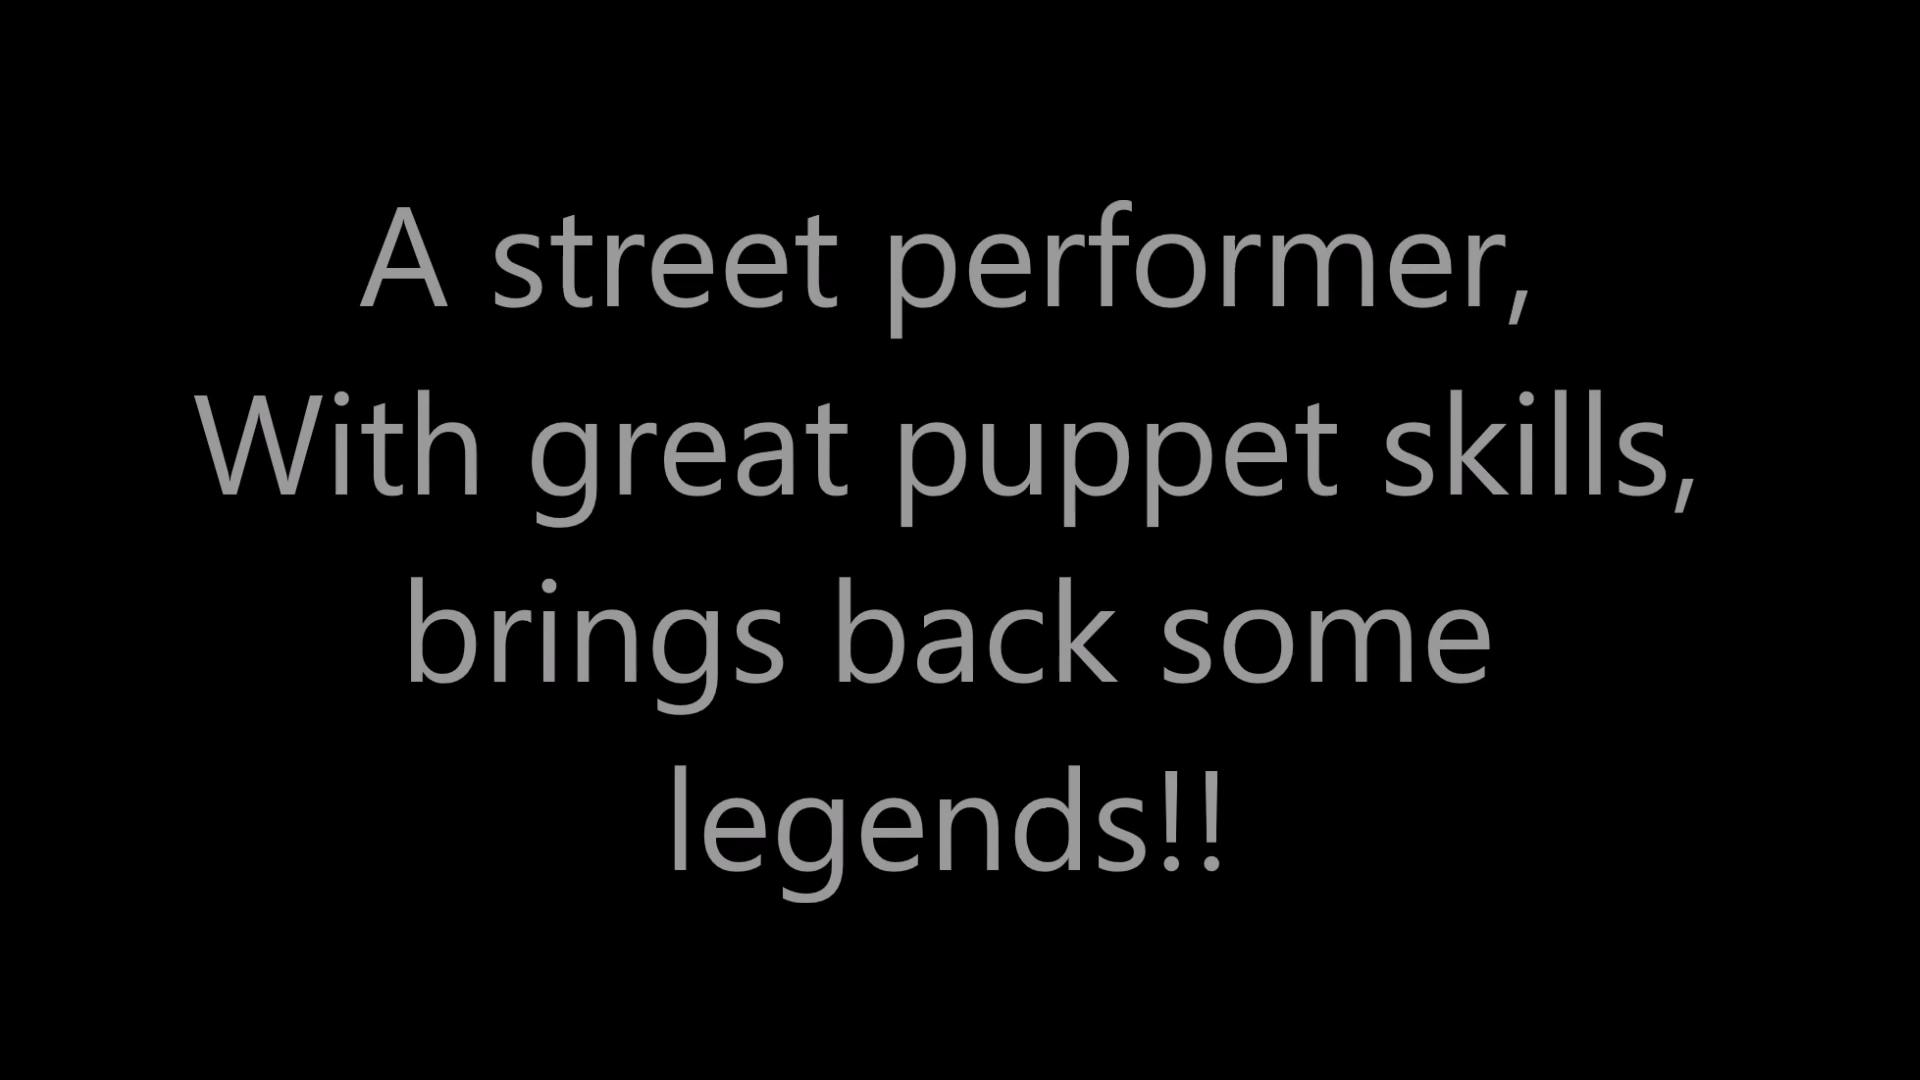 A street performer,
With great puppet skills,
brings back some
legends!!